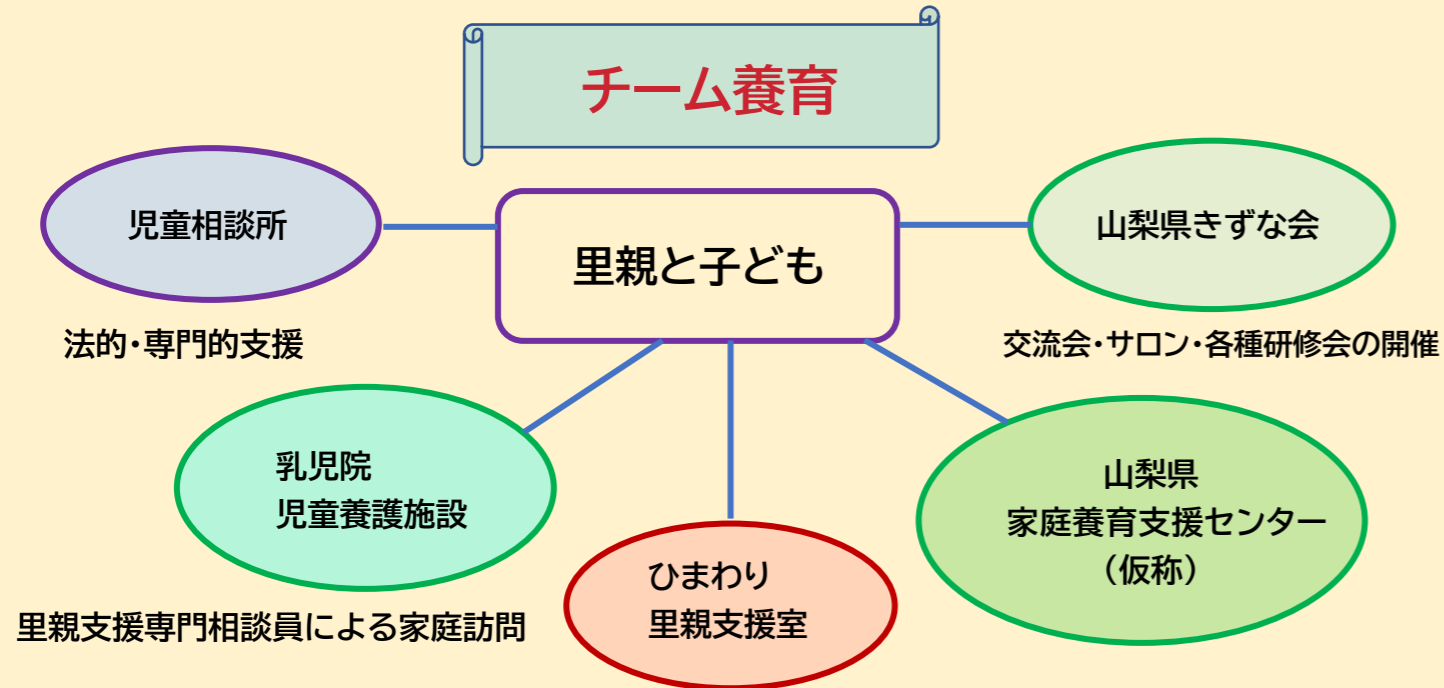 チーム養育
児童相談所
里親と子ども
山梨県きずな会
法的・専門的支援
交流会・サロン・各種研修会の開催
乳児院
児童養護施設
山梨県
家庭養育支援センター
（仮称）
ひまわり
里親支援室
里親支援専門相談員による家庭訪問